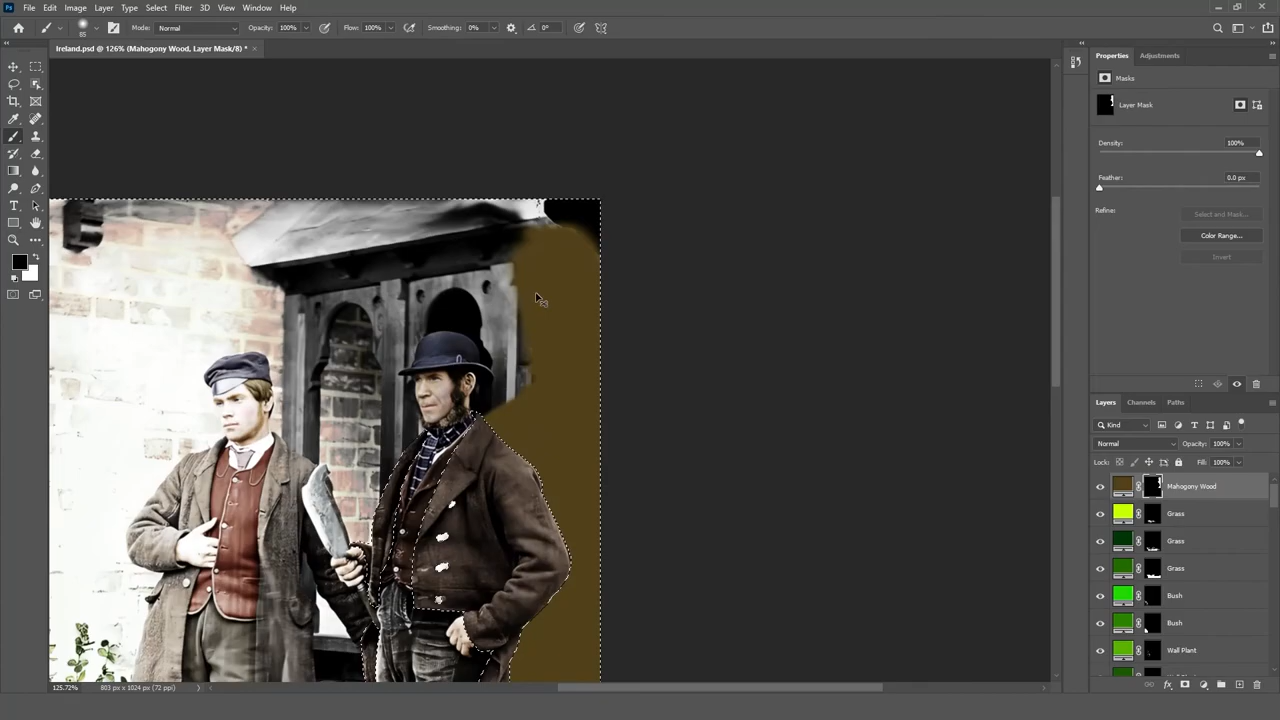 File Edit Image Layer Type Select Filter 3D View Window Help
85 Mode: Normal Opacity: 100% Flow: 100% Smoothing: 0% 0°
Ireland.psd @ 126% (Mahogony Wood, Layer Mask/8) *
Properties Adjustments
Masks
Layer Mask
Density: 100%
Feather: 0.0 px
Refine: Select and Mask...
Color Range...
Invert
Layers Channels Paths
Kind
Normal Opacity: 100%
Lock: Fill: 100%
Mahogony Wood
Grass
Grass
Grass
Bush
Bush
Wall Plant
125.72% 803 px x 1024 px (72 ppi)